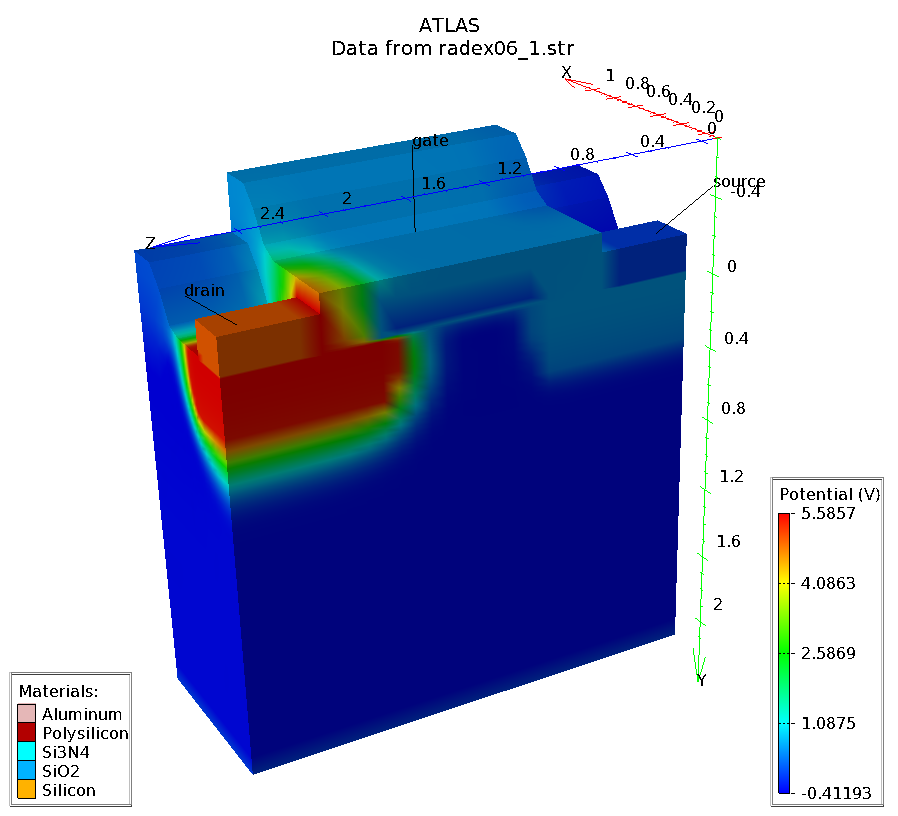 ATLAS
Data from radex06_1.str
X
1
0.8
0.6
0.4
0.2
0
0
0.4
0.8
1.2
1.6
2
2.4
Z
gate
source
drain
-0.4
0
0.4
0.8
1.2
1.6
2
Y
Potential (V)
5.5857
4.0863
2.5869
1.0875
-0.41193
Materials:
Aluminum
Polysilicon
Si3N4
SiO2
Silicon